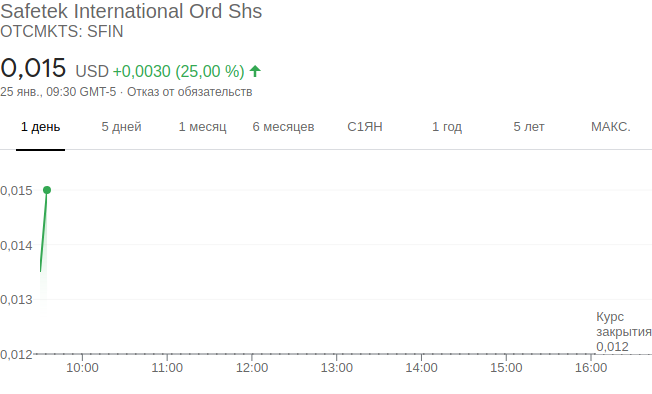 Safetek International Ord Shs
OTCMKTS: SFIN
0,015 USD +0,0030 (25,00 %)
25 янв., 09:30 GMT-5 · Отказ от обязательств
1 день 5 дней 1 месяц 6 месяцев С1ЯН 1 год 5 лет МАКС.
0,015
0,014
0,013
Курс
закрытия
0,012
0,012
10:00 11:00 12:00 13:00 14:00 15:00 16:00